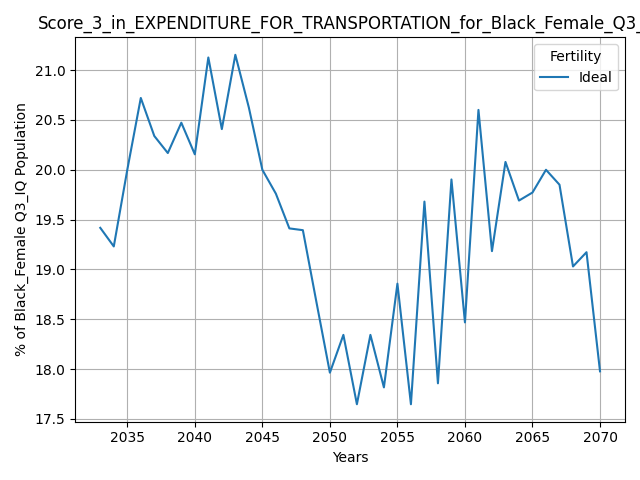 Score_3_in_EXPENDITURE_FOR_TRANSPORTATION_for_Black_Female_Q3_
Fertility
Ideal
% of Black_Female Q3_IQ Population
21.0
20.5
20.0
19.5
19.0
18.5
18.0
17.5
2035 2040 2045 2050 2055 2060 2065 2070
Years